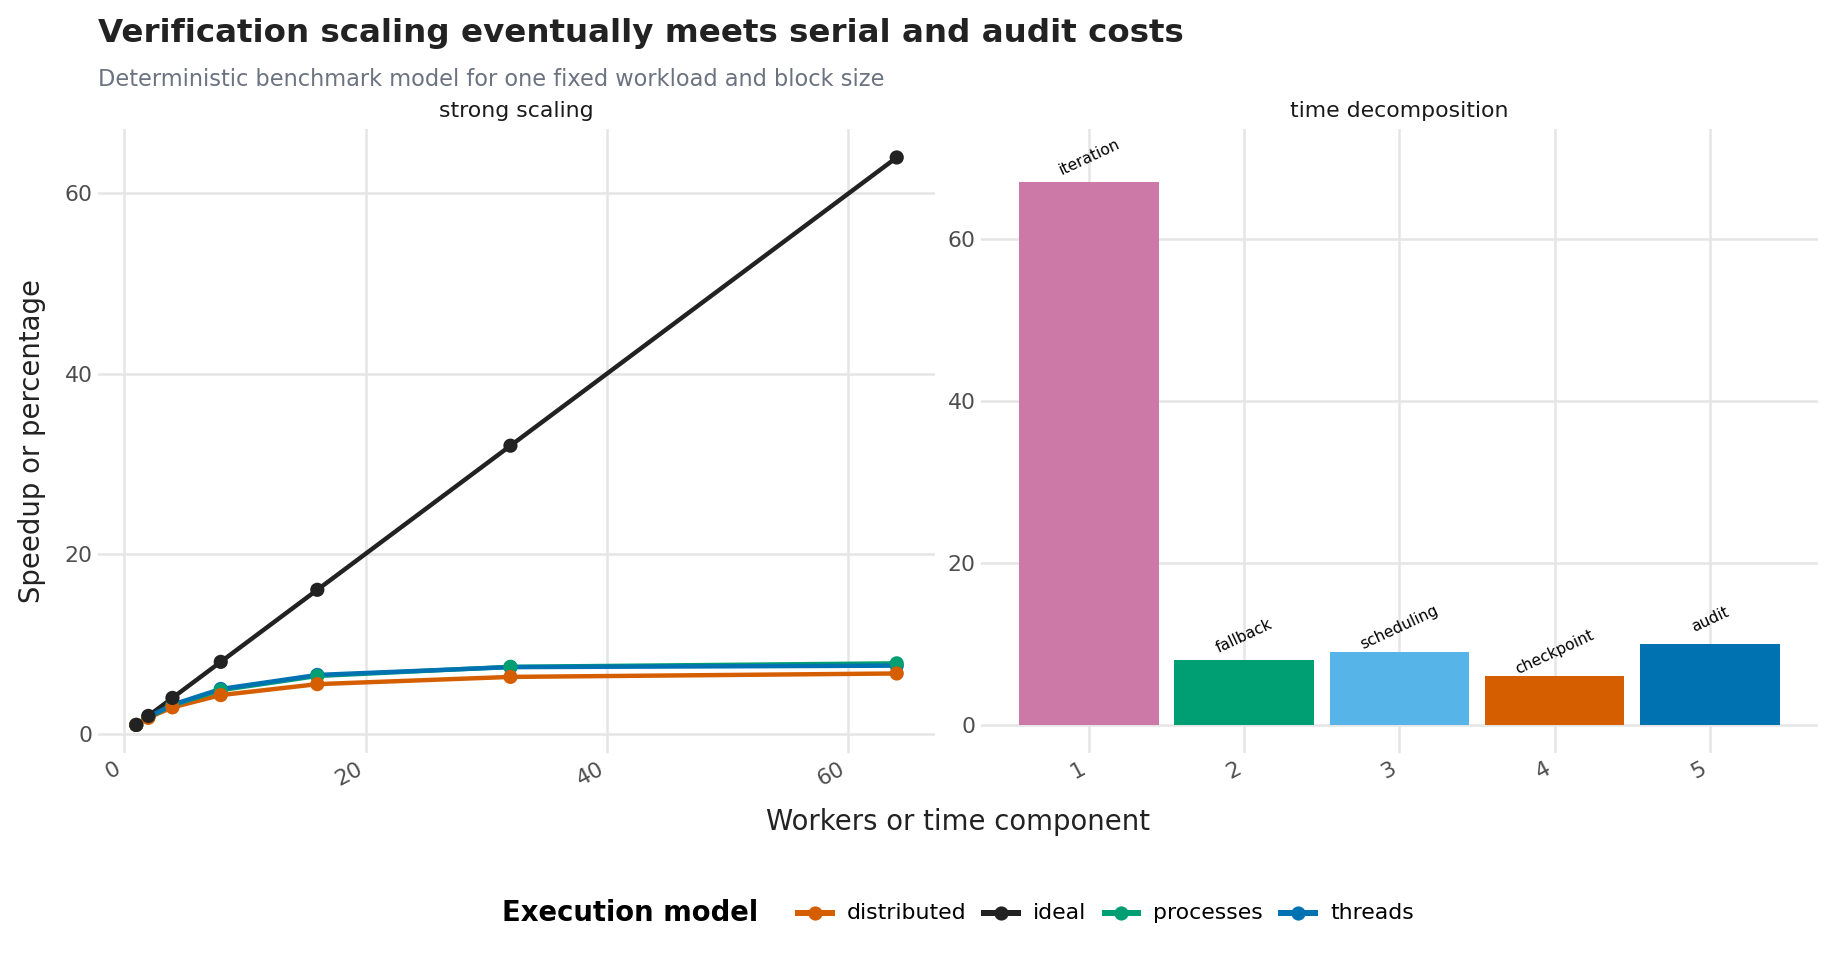 Verification scaling eventually meets serial and audit costs
Deterministic benchmark model for one fixed workload and block size
strong scaling
time decomposition
Speedup or percentage
60
40
20
0
0
20
40
60
60
40
20
0
iteration
fallback
scheduling
checkpoint
audit
1
2
3
4
5
Workers or time component
Execution model
distributed
ideal
processes
threads